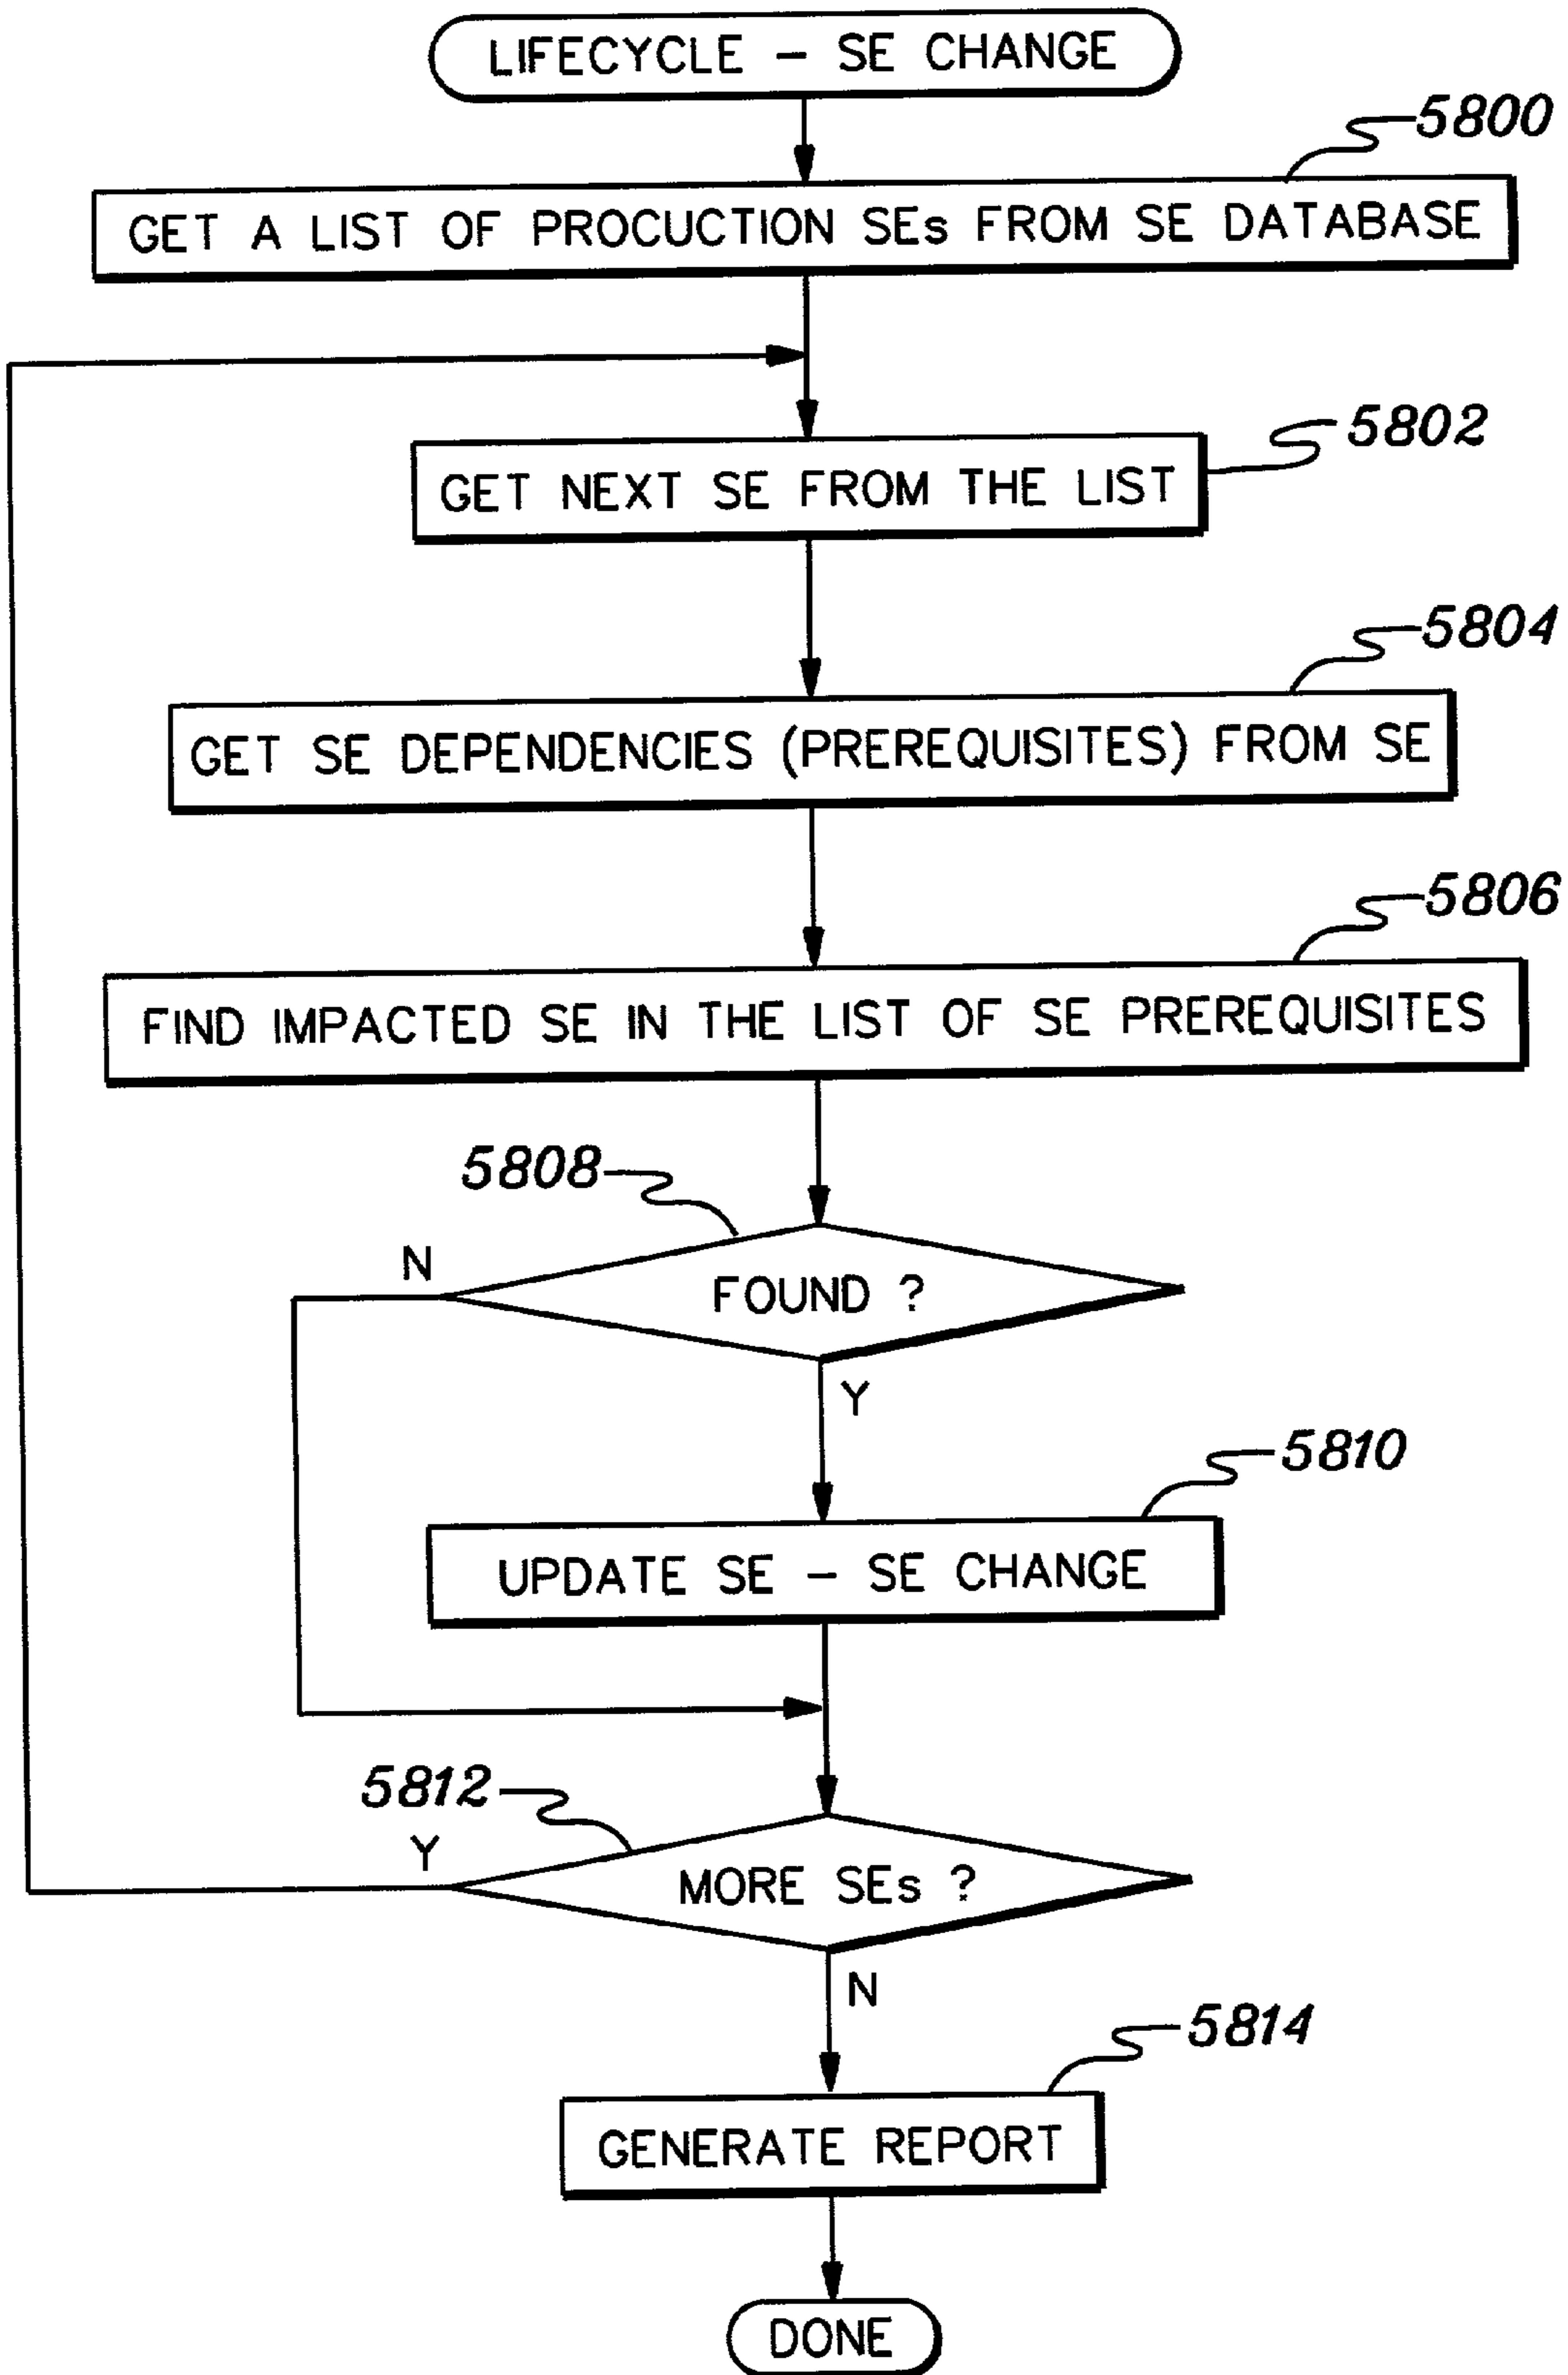 LIFECYCLE – SE CHANGE
5800
GET A LIST OF PROCUCTION SEs FROM SE DATABASE
5802
GET NEXT SE FROM THE LIST
5804
GET SE DEPENDENCIES (PREREQUISITES) FROM SE
5806
FIND IMPACTED SE IN THE LIST OF SE PREREQUISITES
5808
N
FOUND ?
Y
5810
UPDATE SE – SE CHANGE
5812
Y
MORE SEs ?
N
5814
GENERATE REPORT
DONE